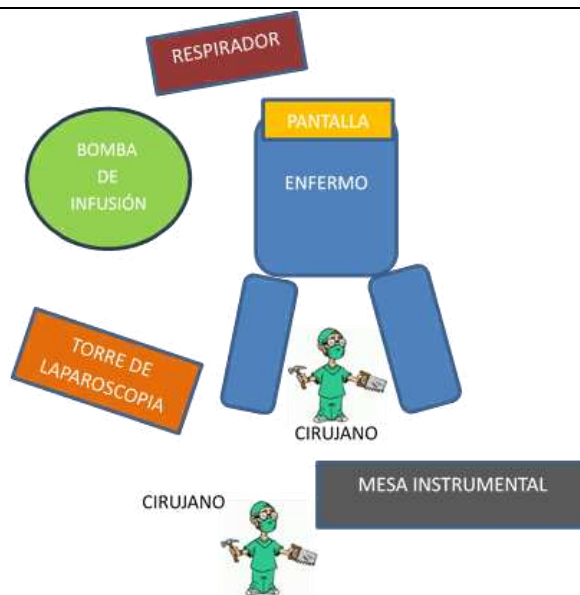 RESPIRADOR
PANTALLA
BOMBA
DE
INFUSIÓN
ENFERMO
TORRE DE
LAPAROSCOPIA
CIRUJANO
MESA INSTRUMENTAL
CIRUJANO